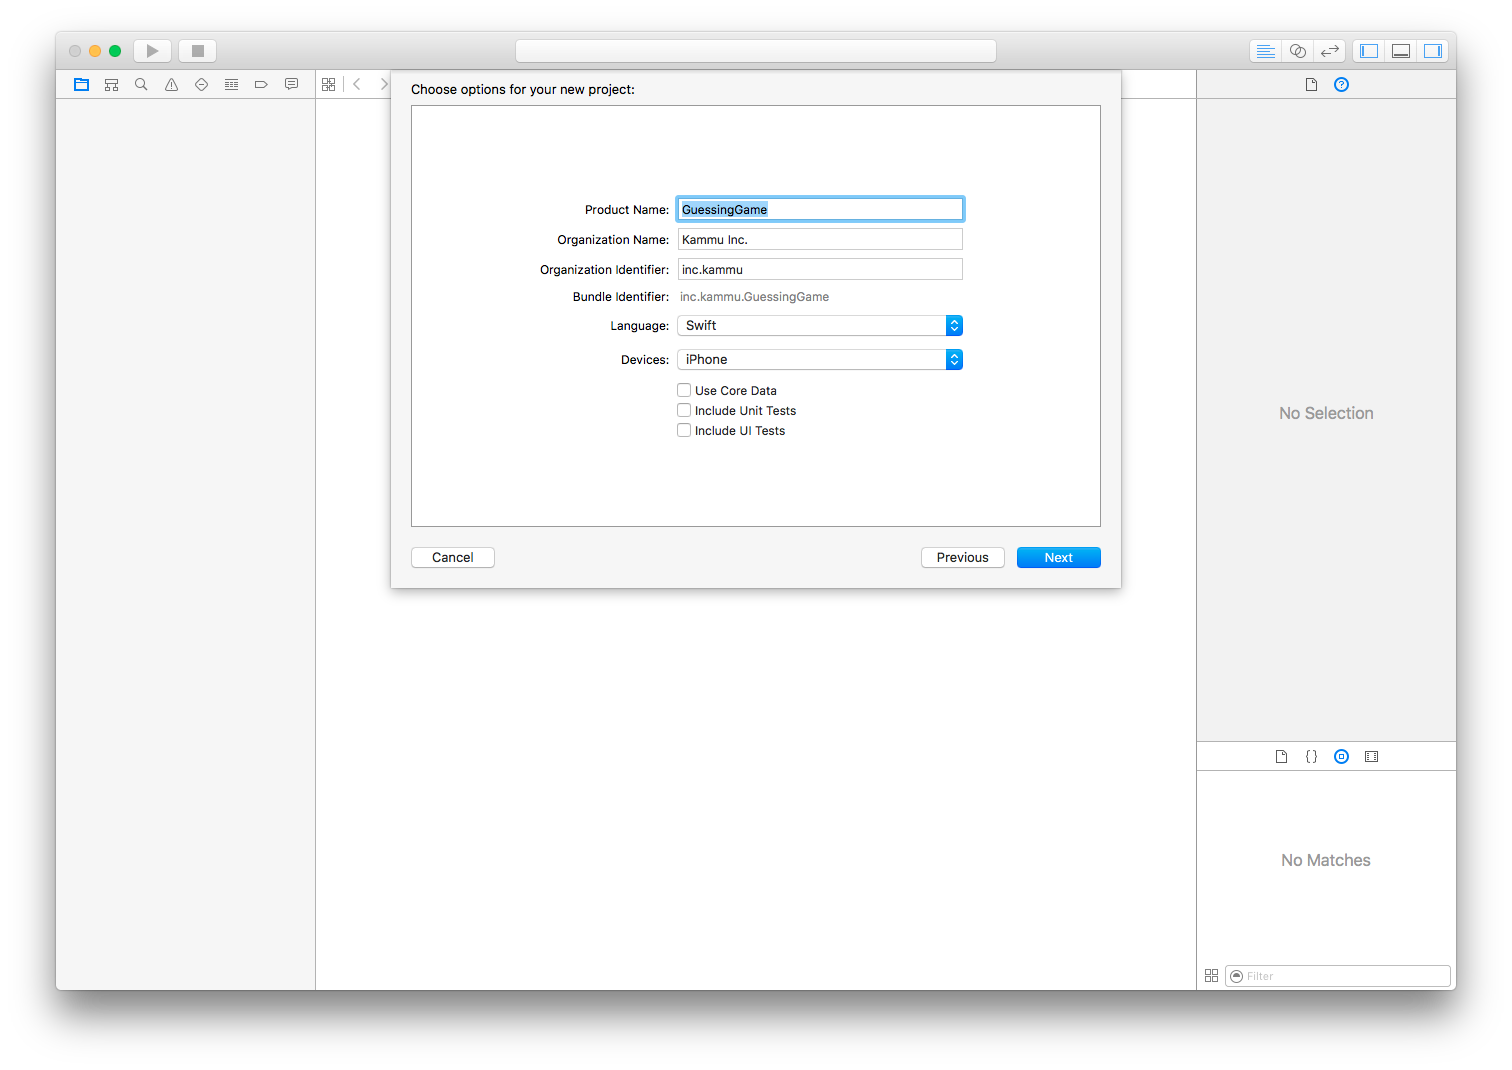 Choose options for your new project:
Product Name: GuessingGame
Organization Name: Kammu Inc.
Organization Identifier: inc.kammu
Bundle Identifier: inc.kammu.GuessingGame
Language: Swift
Devices: iPhone
Use Core Data
Include Unit Tests
Include UI Tests
Cancel Previous Next
No Selection
{}
No Matches
Filter